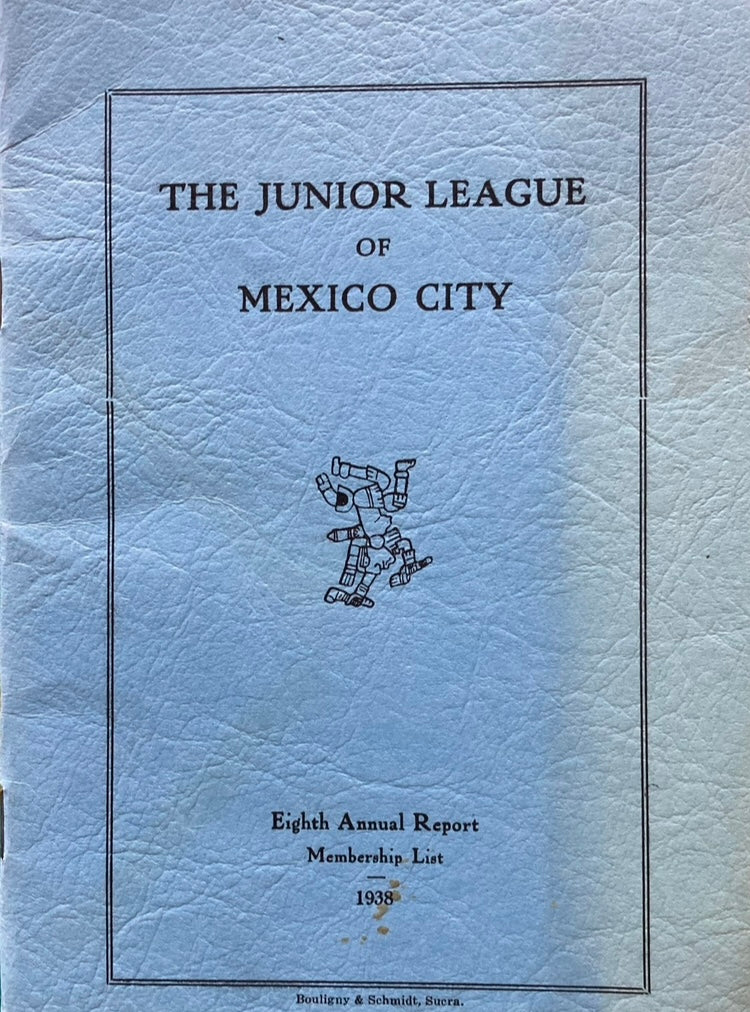 THE JUNIOR LEAGUE
OF
MEXICO CITY
Eighth Annual Report
Membership List
1938
Bouligny & Schmidt, Sucra.